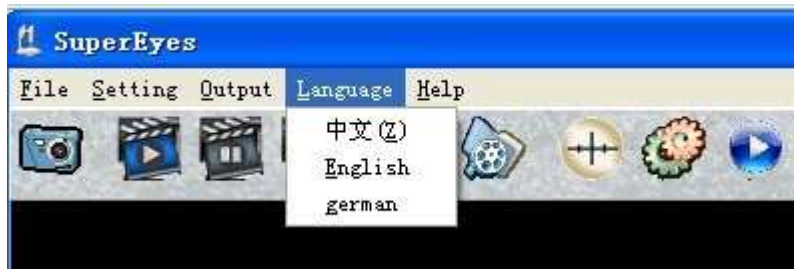 SuperEyes
File Setting Output Language Help
中文(Z)
English
german